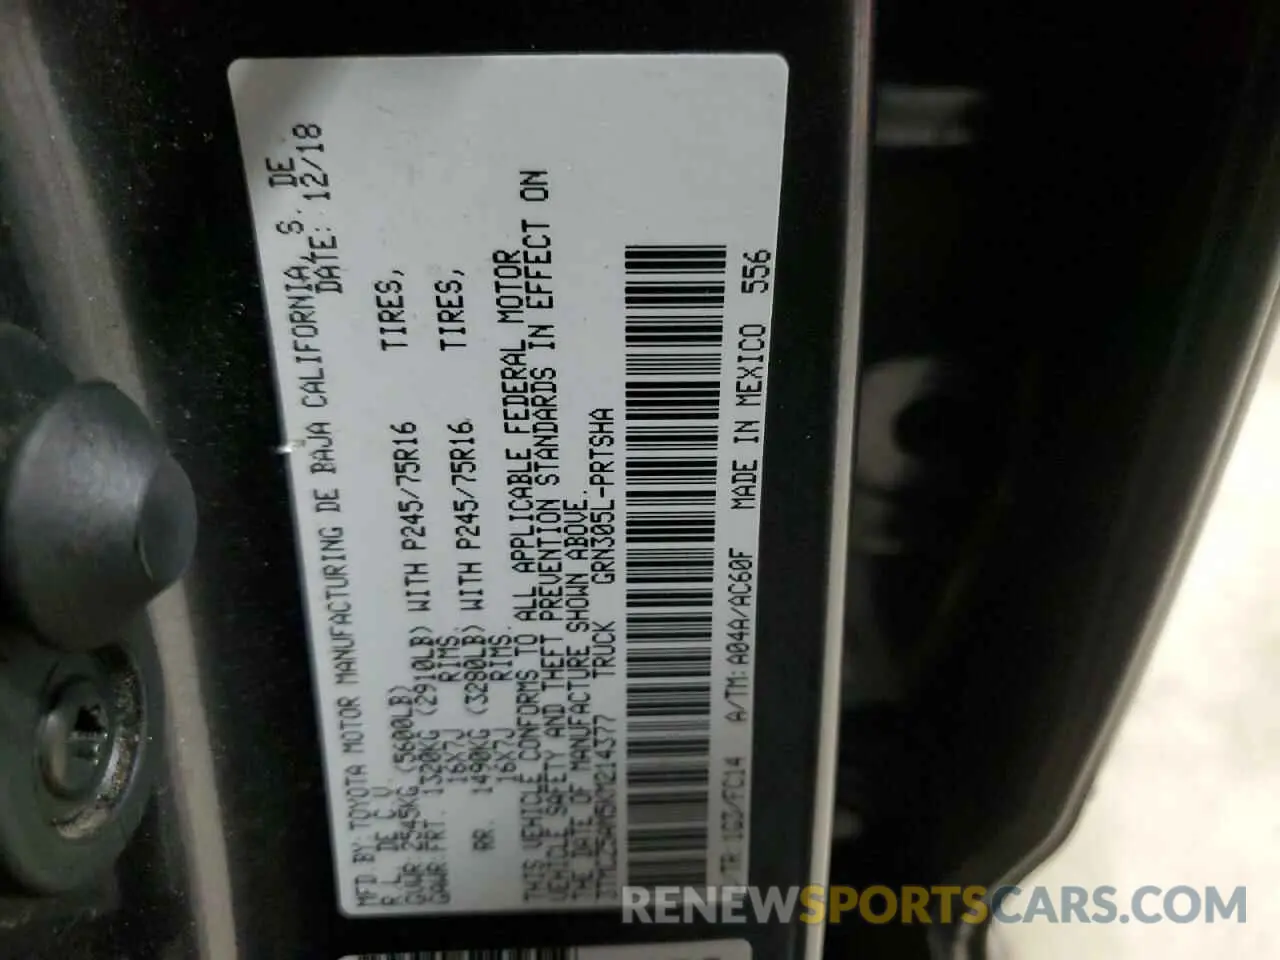 MFD BY: TOYOTA MOTOR MANUFACTURING DE BAJA CALIFORNIA, S. DE
R.L. DE C.V. DATE: 12/18
GVWR: 2545KG (5600LB)
GAWR: FRT. 1320KG (2910LB) WITH P245/75R16 TIRES,
16X7J RIMS.
RR. 1490KG (3280LB) WITH P245/75R16 TIRES,
16X7J RIMS.
THIS VEHICLE CONFORMS TO ALL APPLICABLE FEDERAL MOTOR
VEHICLE SAFETY AND THEFT PREVENTION STANDARDS IN EFFECT ON
THE DATE OF MANUFACTURE SHOWN ABOVE.
TRUCK GRN305L-PRTSHA
/TR: 1G3/FC14 A/TM: A04A/AC60F MADE IN MEXICO 556
RENEWSPORTSCARS.COM